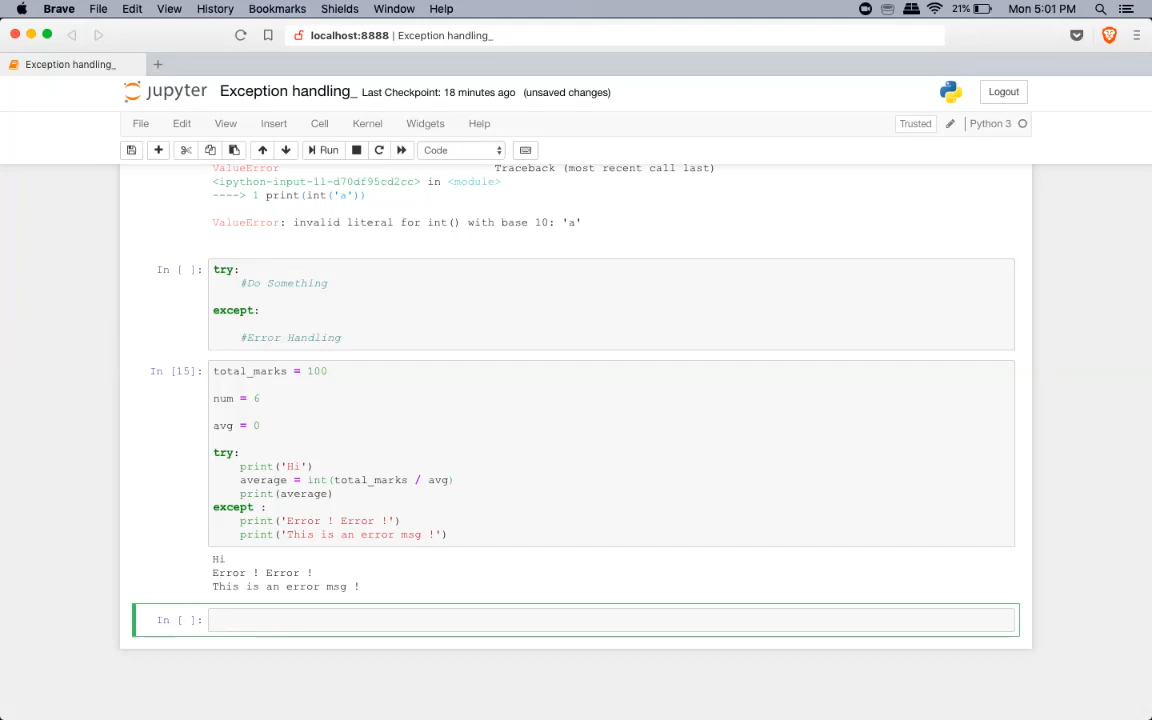 Brave File Edit View History Bookmarks Shields Window Help 21% Mon 5:01 PM
localhost:8888 | Exception handling_
Exception handling_
jupyter Exception handling_ Last Checkpoint: 18 minutes ago (unsaved changes) Logout
File Edit View Insert Cell Kernel Widgets Help Trusted Python 3
Run Code
ValueError Traceback (most recent call last)
<ipython-input-11-d70df95cd2cc> in <module>
----> 1 print(int('a'))
ValueError: invalid literal for int() with base 10: 'a'
In [ ]: try:
#Do Something
except:
#Error Handling
In [15]: total_marks = 100
num = 6
avg = 0
try:
print('Hi')
average = int(total_marks / avg)
print(average)
except :
print('Error ! Error !')
print('This is an error msg !')
Hi
Error ! Error !
This is an error msg !
In [ ]: